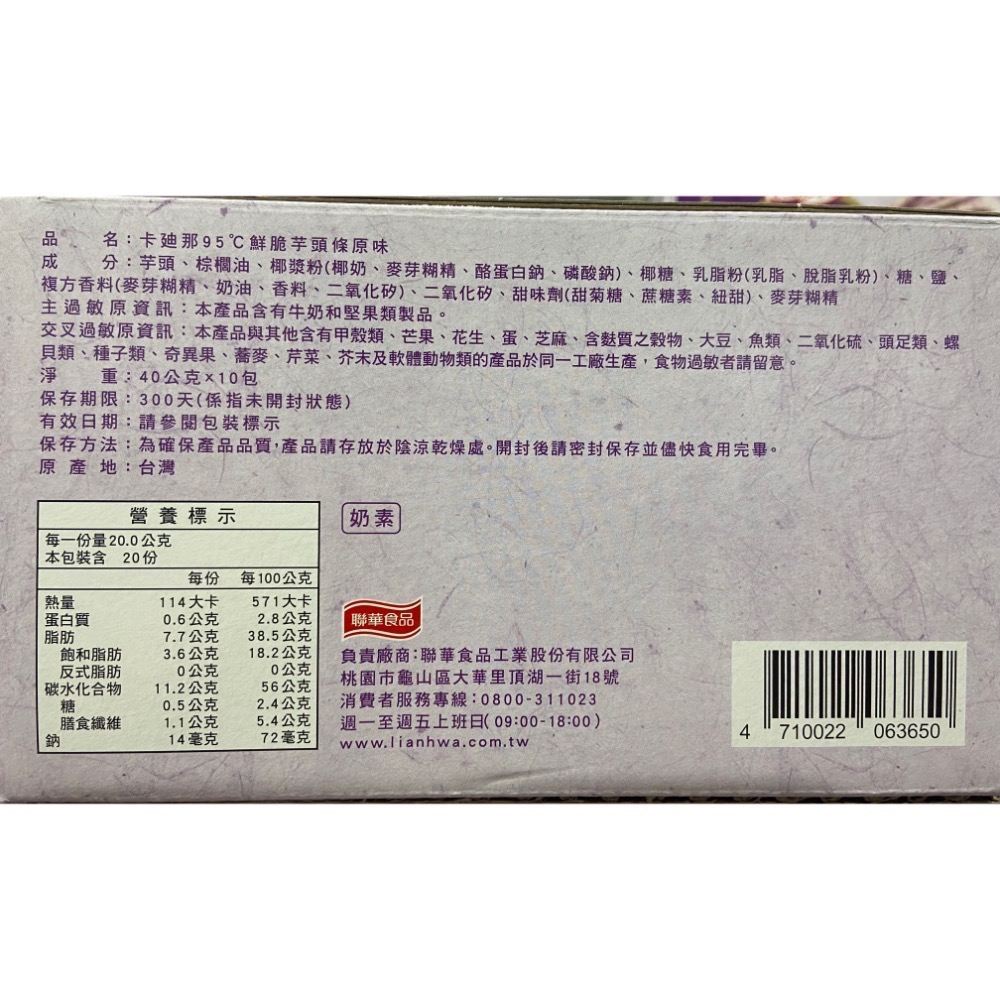 品　　名：卡廸那95℃鮮脆芋頭條原味
成　　分：芋頭、棕櫚油、椰漿粉(椰奶、麥芽糊精、酪蛋白鈉、磷酸鈉)、椰糖、乳脂粉(乳脂、脫脂乳粉)、糖、鹽、
複方香料(麥芽糊精、奶油、香料、二氧化矽)、二氧化矽、甜味劑(甜菊糖、蔗糖素、紐甜)、麥芽糊精
主過敏原資訊：本產品含有牛奶和堅果類製品。
交叉過敏原資訊：本產品與其他含有甲殼類、芒果、花生、蛋、芝麻、含麩質之穀物、大豆、魚類、二氧化硫、頭足類、螺
貝類、種子類、奇異果、蕎麥、芹菜、芥末及軟體動物類的產品於同一工廠生產，食物過敏者請留意。
淨　　重：40公克×10包
保存期限：300天(係指未開封狀態)
有效日期：請參閱包裝標示
保存方法：為確保產品品質，產品請存放於陰涼乾燥處。開封後請密封保存並儘快食用完畢。
原 產 地：台灣
營養標示
每一份量20.0公克
本包裝含　20份
每份　每100公克
熱量　114大卡　571大卡
蛋白質　0.6公克　2.8公克
脂肪　7.7公克　38.5公克
飽和脂肪　3.6公克　18.2公克
反式脂肪　0公克　0公克
碳水化合物　11.2公克　56公克
糖　0.5公克　2.4公克
膳食纖維　1.1公克　5.4公克
鈉　14毫克　72毫克
奶素
聯華食品
負責廠商：聯華食品工業股份有限公司
桃園市龜山區大華里頂湖一街18號
消費者服務專線：0800-311023
週一至週五上班日(09:00-18:00)
www.lianhwa.com.tw
4 710022 063650